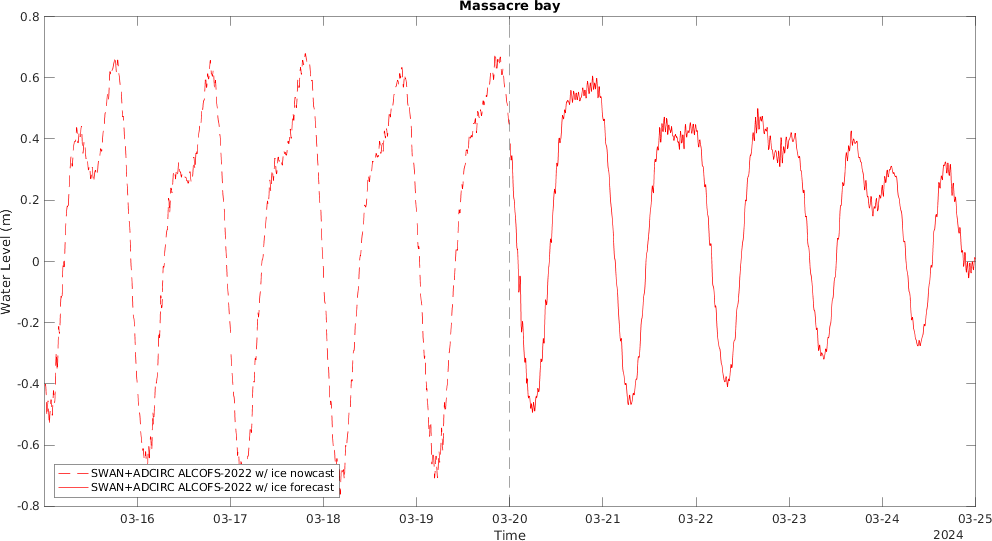 Massacre bay
Water Level (m)
0.8
0.6
0.4
0.2
0
-0.2
-0.4
-0.6
-0.8
SWAN+ADCIRC ALCOFS-2022 w/ ice nowcast
SWAN+ADCIRC ALCOFS-2022 w/ ice forecast
03-16 03-17 03-18 03-19 03-20 03-21 03-22 03-23 03-24 03-25
Time
2024